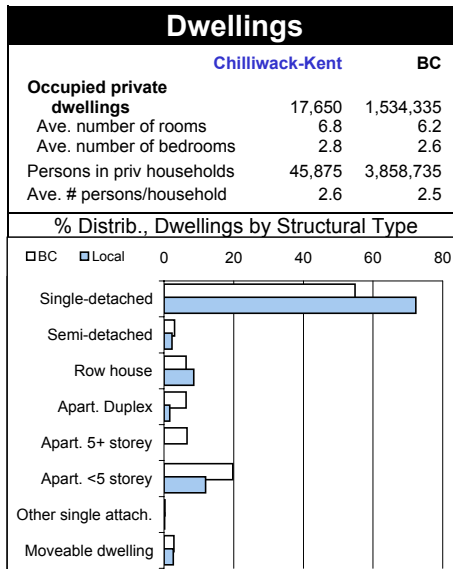 Dwellings
Chilliwack-Kent BC
Occupied private
dwellings 17,650 1,534,335
Ave. number of rooms 6.8 6.2
Ave. number of bedrooms 2.8 2.6
Persons in priv households 45,875 3,858,735
Ave. # persons/household 2.6 2.5
% Distrib., Dwellings by Structural Type
BC Local 0 20 40 60 80
Single-detached
Semi-detached
Row house
Apart. Duplex
Apart. 5+ storey
Apart. <5 storey
Other single attach.
Moveable dwelling